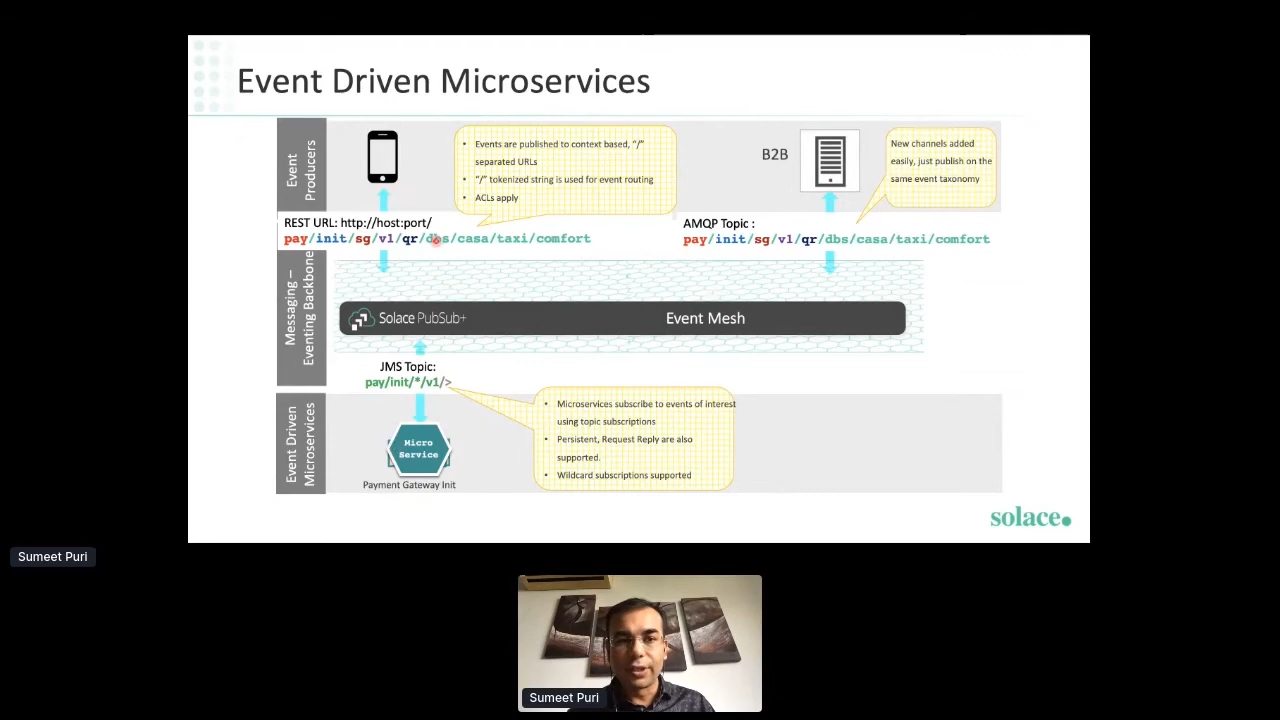 Event Driven Microservices
Event
Producers
• Events are published to context based, “/”
separated URLs
• “/” tokenized string is used for event routing
• ACLs apply
B2B
New channels added
easily, just publish on the
same event taxonomy
REST URL: http://host:port/
pay/init/sg/v1/qr/dbs/casa/taxi/comfort
AMQP Topic :
pay/init/sg/v1/qr/dbs/casa/taxi/comfort
Messaging –
Eventing Backbone
Solace PubSub+
Event Mesh
JMS Topic:
pay/init/*/v1/>
Event Driven
Microservices
Micro
Service
Payment Gateway Init
• Microservices subscribe to events of interest
using topic subscriptions
• Persistent, Request Reply are also
supported.
• Wildcard subscriptions supported
solace.
Sumeet Puri
Sumeet Puri